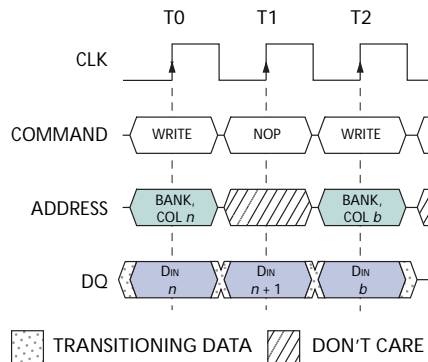 T0 T1 T2
CLK
COMMAND WRITE NOP WRITE
ADDRESS BANK, COL n BANK, COL b
DQ DIN n DIN n + 1 DIN b
TRANSITIONING DATA DON'T CARE